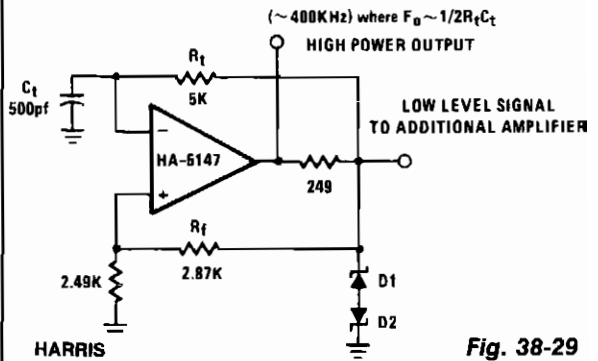 (~400KHz) where Fo~1/2RtCt
HIGH POWER OUTPUT
Rt
5K
Ct
500pf
LOW LEVEL SIGNAL
TO ADDITIONAL AMPLIFIER
−
HA-5147
+
249
Rf
2.87K
2.49K
D1
D2
HARRIS
Fig. 38-29